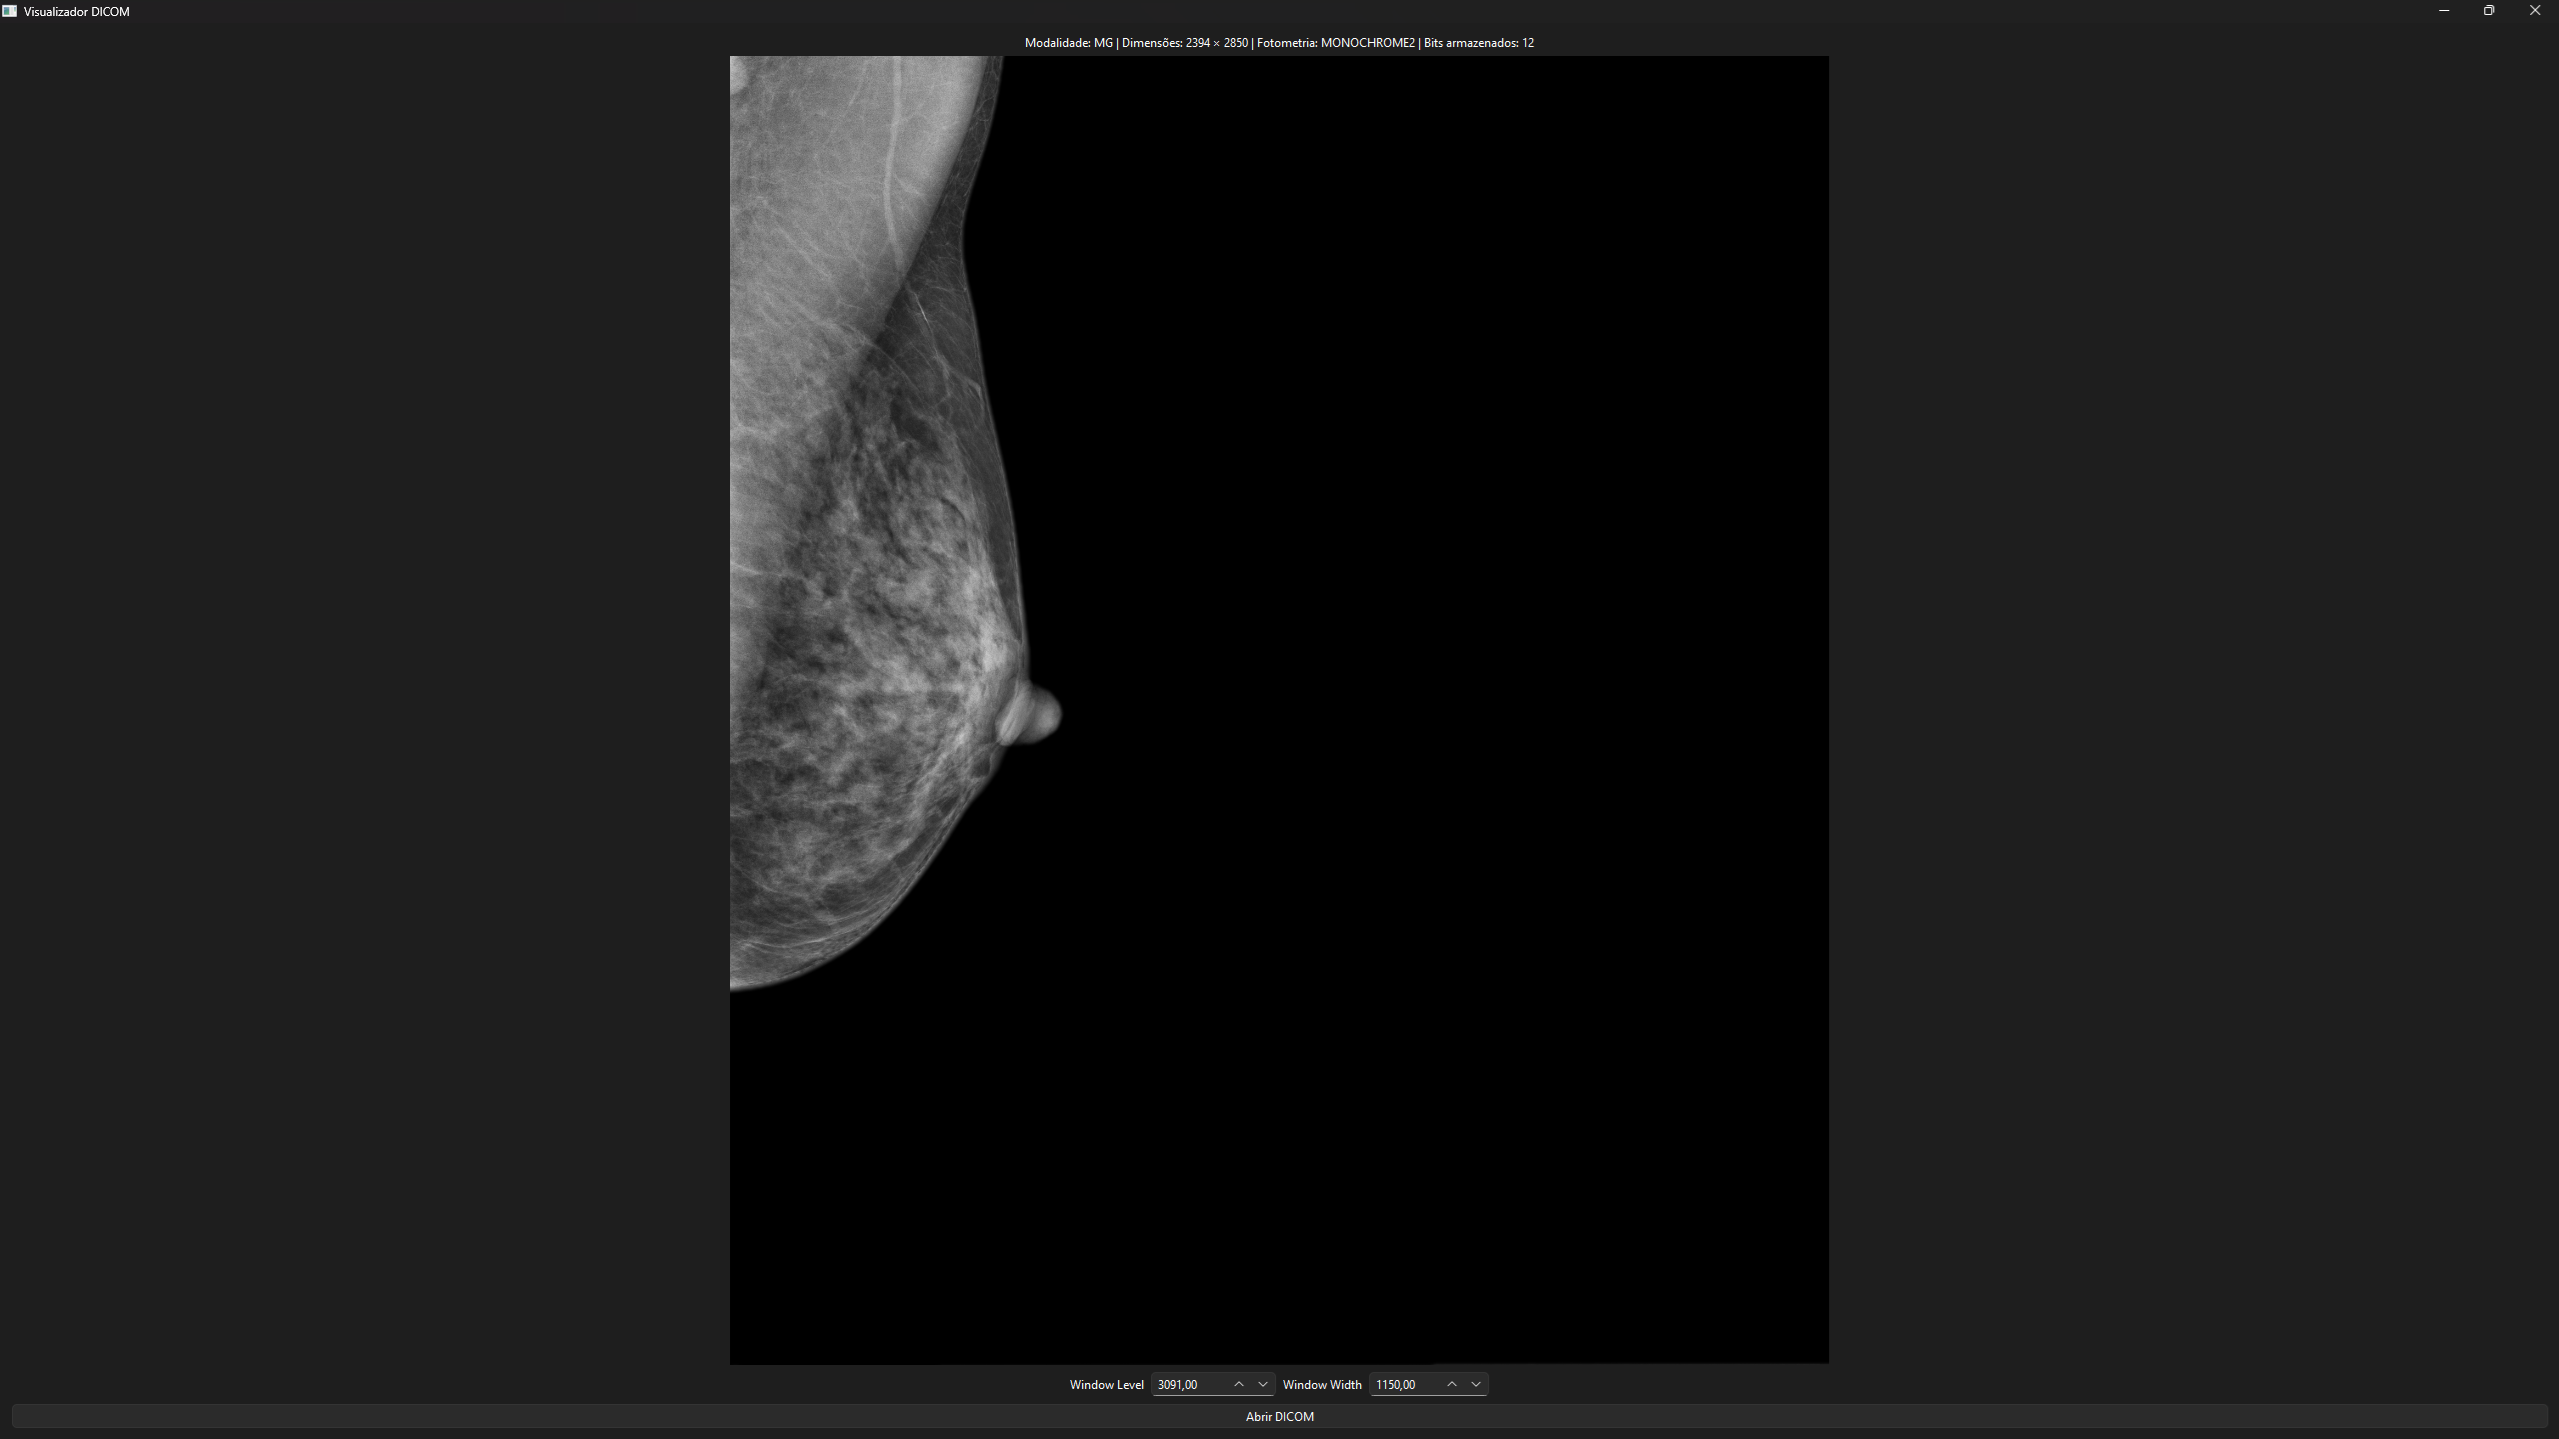 Visualizador DICOM
Modalidade: MG | Dimensões: 2394 × 2850 | Fotometria: MONOCHROME2 | Bits armazenados: 12
Window Level 3091,00 Window Width 1150,00
Abrir DICOM